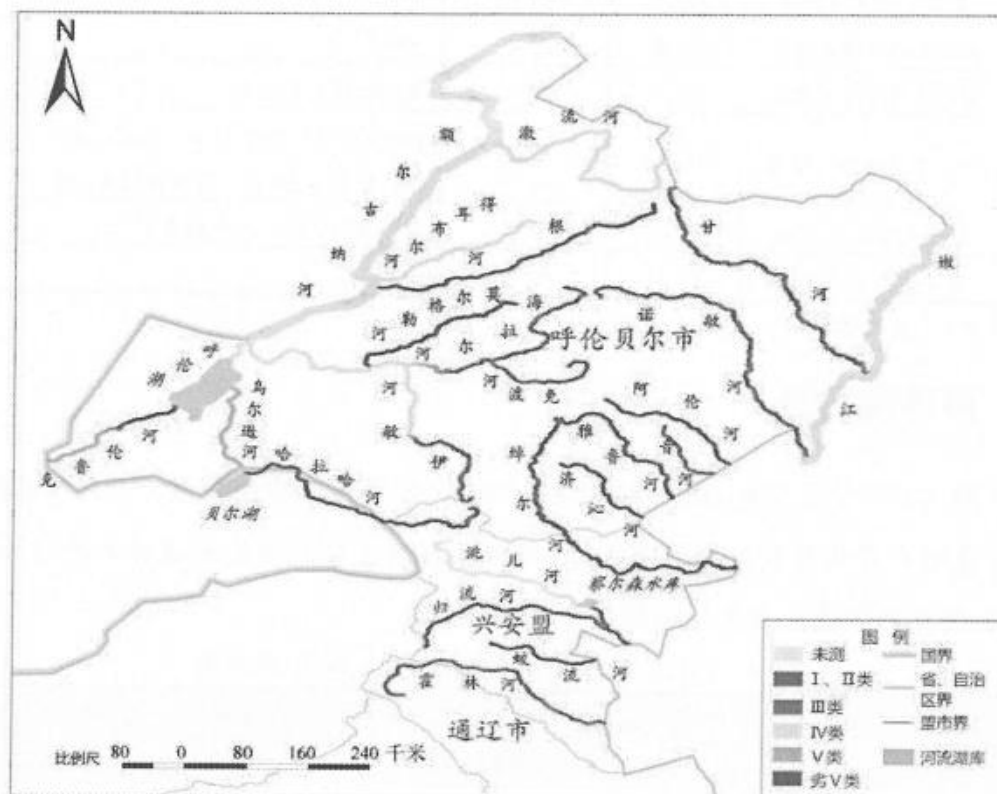 N
额尔古纳河
激流河
得耳布尔河
根河
甘河
嫩江
莫尔格勒河
海拉尔河
诺敏河
呼伦贝尔市
呼伦湖
克鲁伦河
乌尔逊河
哈拉哈河
贝尔湖
伊敏河
免渡河
阿伦河
音河
雅鲁河
济沁河
绰尔河
洮儿河
察尔森水库
归流河
兴安盟
蛟流河
霍林河
通辽市
比例尺 80 0 80 160 240 千米
图 例
未测
Ⅰ、Ⅱ类
Ⅲ类
Ⅳ类
Ⅴ类
劣Ⅴ类
国界
省、自治
区界
盟市界
河流湖库